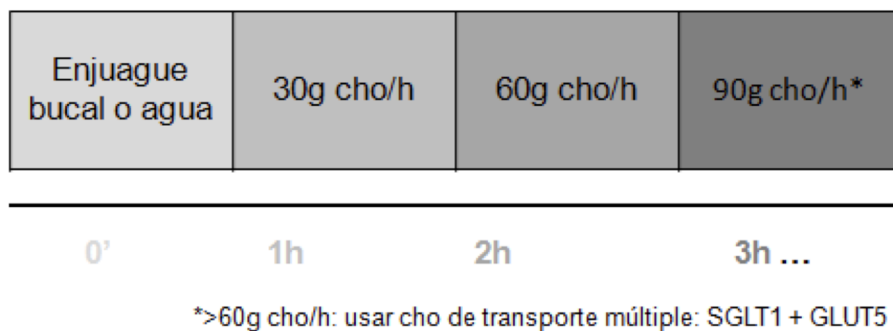 Enjuague
bucal o agua
30g cho/h
60g cho/h
90g cho/h*
0’
1h
2h
3h ...
*>60g cho/h: usar cho de transporte múltiple: SGLT1 + GLUT5